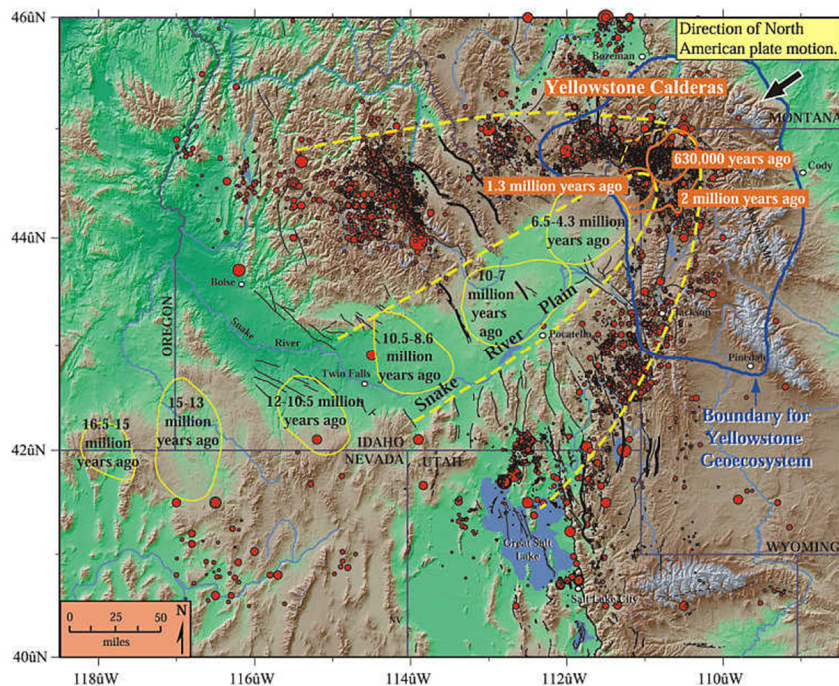 46ûN
44ûN
42ûN
40ûN
118ûW
116ûW
114ûW
112ûW
110ûW
Direction of North
American plate motion.
Bozeman
Yellowstone Calderas
MONTANA
630,000 years ago
Cody
1.3 million years ago
2 million years ago
6.5-4.3 million
years ago
10-7
million
years
ago
Boise
OREGON
Snake
River
10.5-8.6
million
years ago
Snake
River
Plain
Pocatello
Jackson
Pinedale
Twin Falls
12-10.5 million
years ago
15-13
million
years ago
16.5-15
million
years ago
IDAHO
NEVADA
UTAH
Boundary for
Yellowstone
Geoecosystem
Great Salt
Lake
WYOMING
Salt Lake City
NV
N
0
25
50
miles